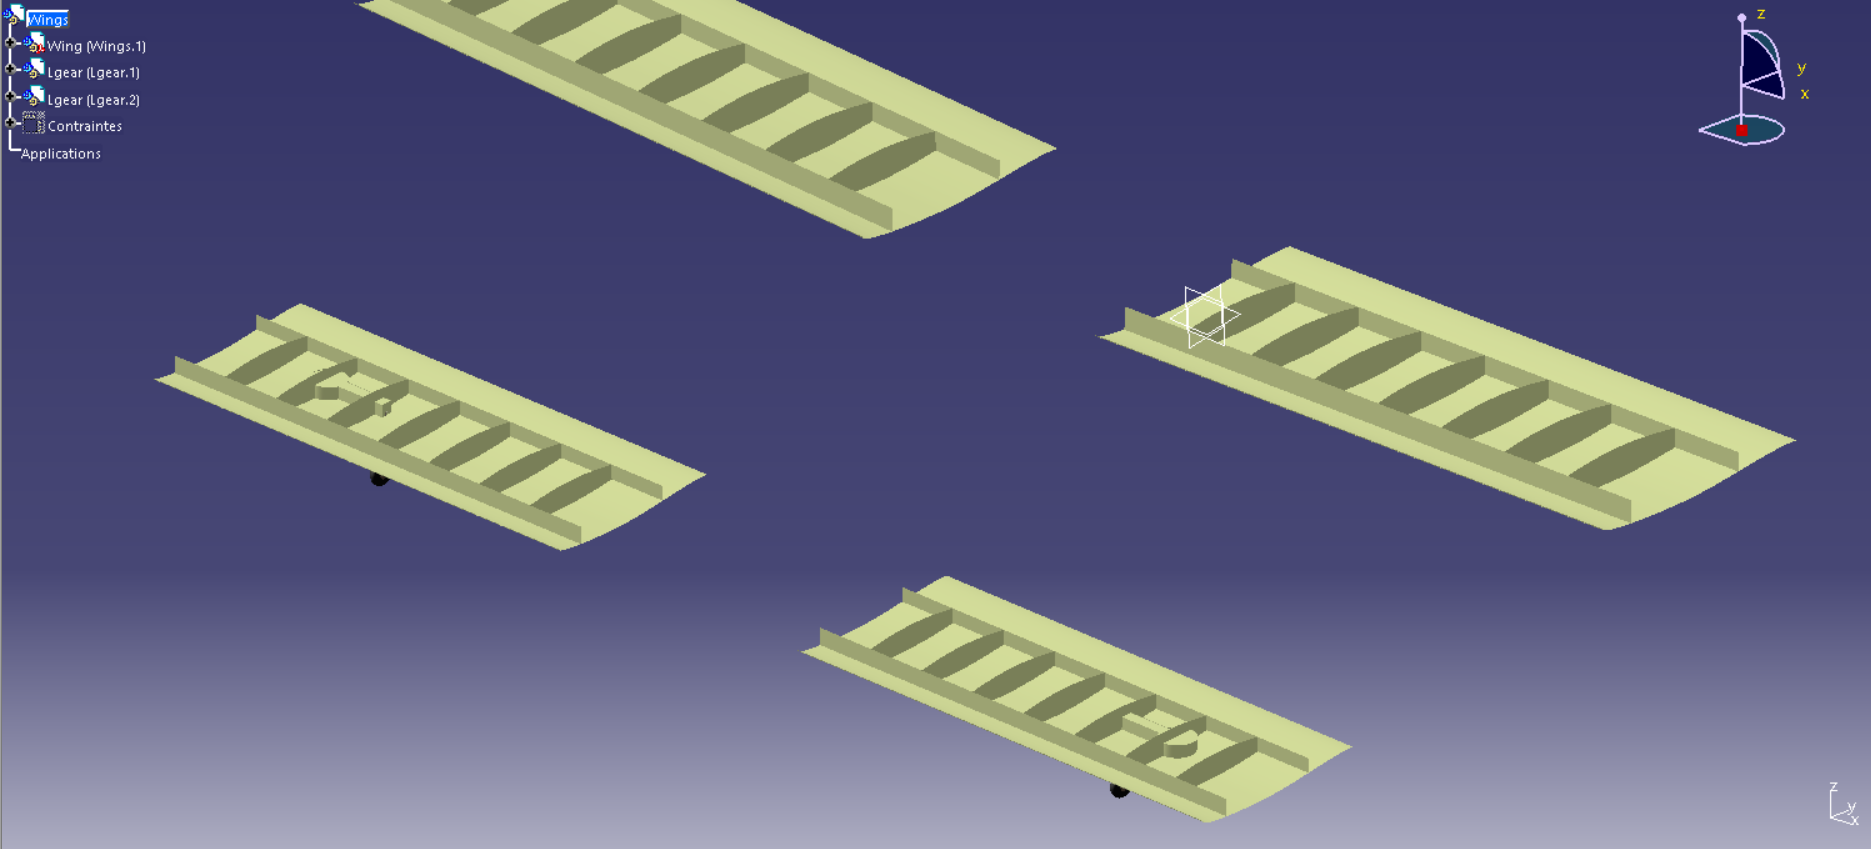 Wings
Wing (Wings.1)
Lgear (Lgear.1)
Lgear (Lgear.2)
Contraintes
Applications
z
y
x
z
y
x